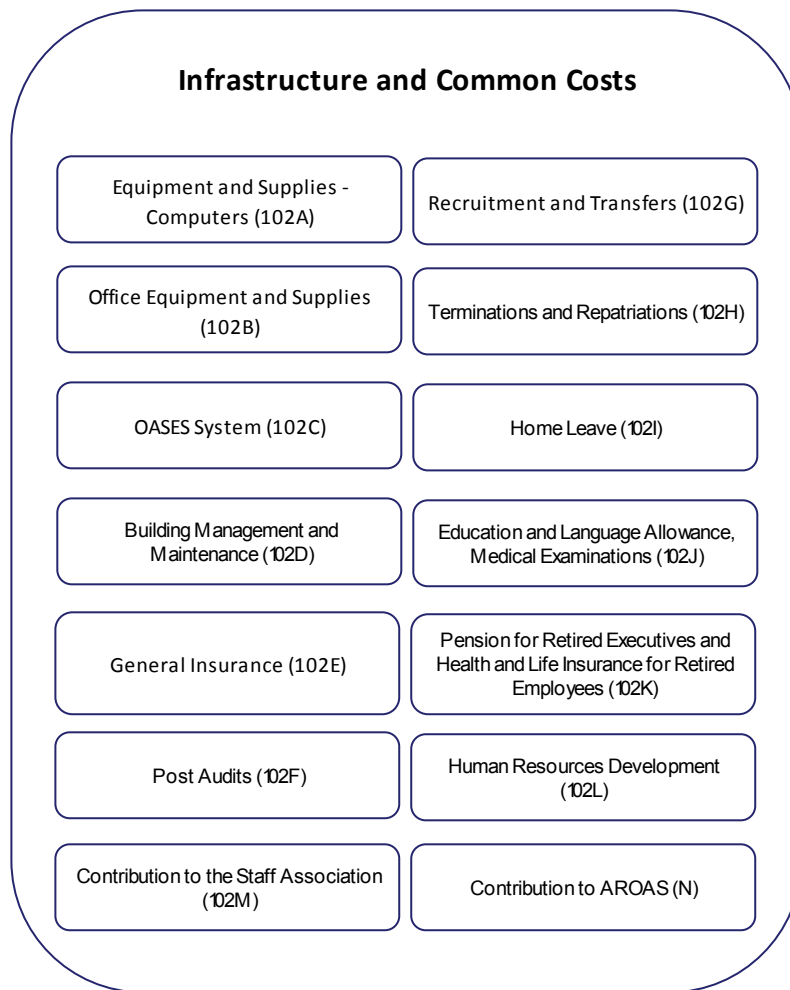 Infrastructure and Common Costs
Equipment and Supplies -
Computers (102A)
Recruitment and Transfers (102G)
Office Equipment and Supplies
(102B)
Terminations and Repatriations (102H)
OASES System (102C)
Home Leave (102I)
Building Management and
Maintenance (102D)
Education and Language Allowance,
Medical Examinations (102J)
General Insurance (102E)
Pension for Retired Executives and
Health and Life Insurance for Retired
Employees (102K)
Post Audits (102F)
Human Resources Development
(102L)
Contribution to the Staff Association
(102M)
Contribution to AROAS (N)